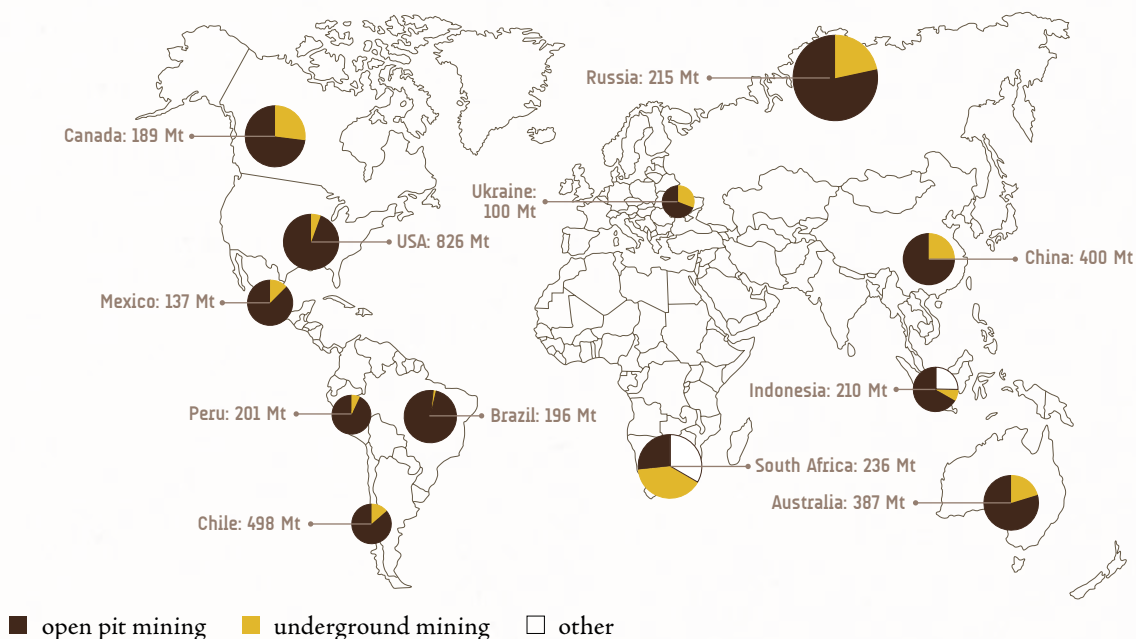 Russia: 215 Mt
Canada: 189 Mt
Ukraine:
100 Mt
USA: 826 Mt
China: 400 Mt
Mexico: 137 Mt
Indonesia: 210 Mt
Peru: 201 Mt
Brazil: 196 Mt
South Africa: 236 Mt
Australia: 387 Mt
Chile: 498 Mt
open pit mining
underground mining
other